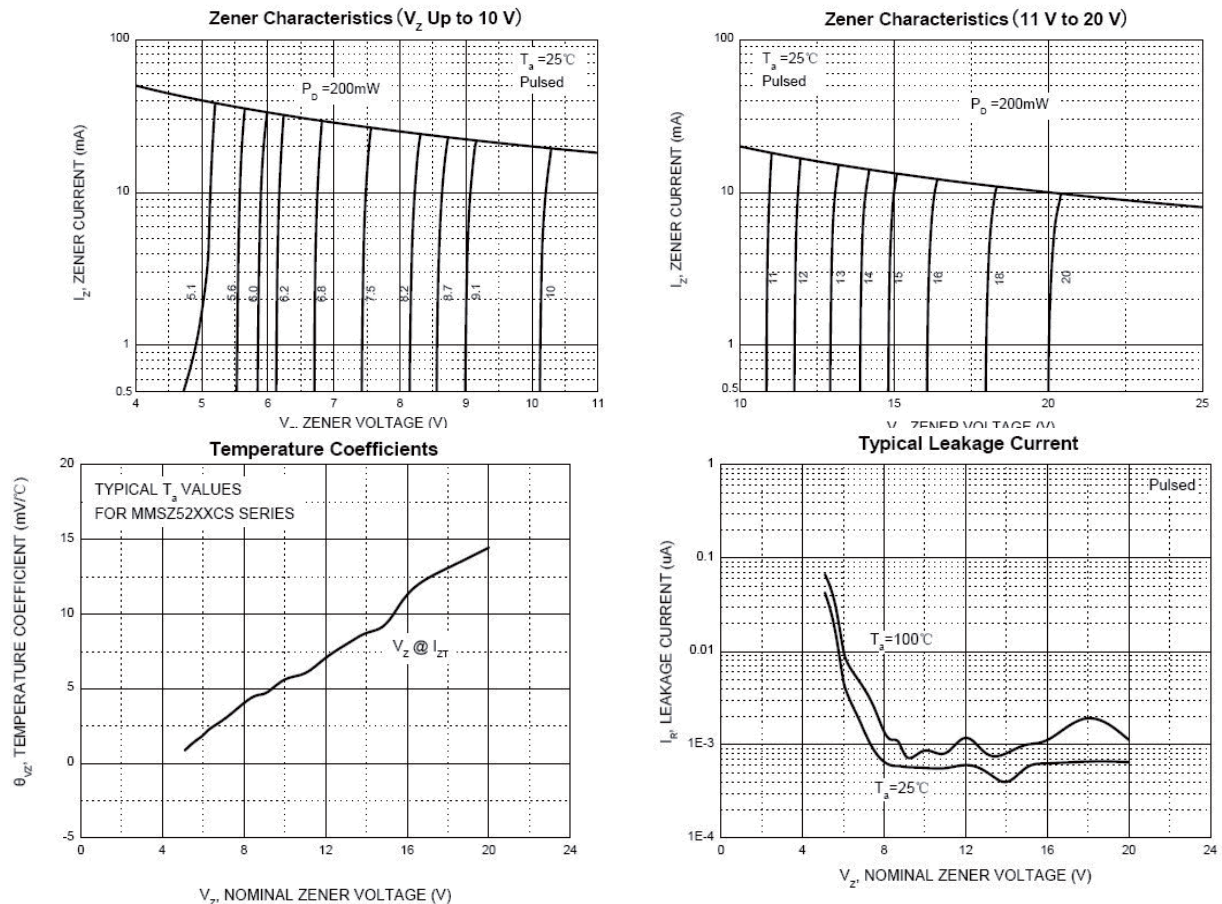 Zener Characteristics (VZ Up to 10 V)
100
10
1
0.5
IZ, ZENER CURRENT (mA)
Ta =25℃
Pulsed
PD =200mW
5.1
5.6
6.0
6.2
6.8
7.5
8.2
8.7
9.1
10
4 5 6 7 8 9 10 11
ZENER VOLTAGE (V)
Zener Characteristics (11 V to 20 V)
100
10
1
0.5
IZ, ZENER CURRENT (mA)
Ta =25℃
Pulsed
PD =200mW
11
12
13
14
15
16
18
20
10 15 20 25
ZENER VOLTAGE (V)
Temperature Coefficients
20
15
10
5
0
-5
θVZ, TEMPERATURE COEFFICIENT (mV/℃)
TYPICAL Ta VALUES
FOR MMSZ52XXCS SERIES
VZ @ IZT
0 4 8 12 16 20 24
VZ, NOMINAL ZENER VOLTAGE (V)
Typical Leakage Current
1
0.1
0.01
1E-3
1E-4
IR, LEAKAGE CURRENT (uA)
Pulsed
Ta=100℃
Ta=25℃
0 4 8 12 16 20 24
VZ, NOMINAL ZENER VOLTAGE (V)